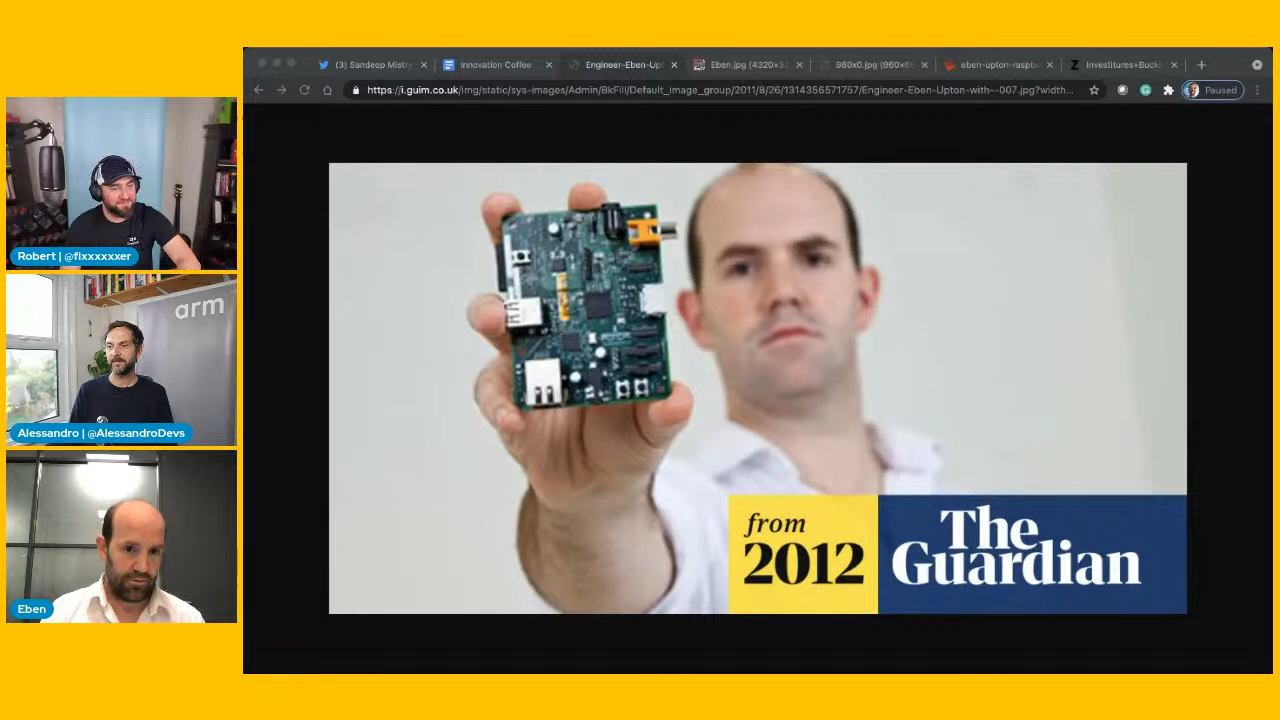 (3) Sandeep Mistry
Innovation Coffee
Engineer-Eben-Upt
Eben.jpg (4320×3
960x0.jpg (960×6
eben-upton-raspbe
Investitures+Buck
https://i.guim.co.uk/img/static/sys-images/Admin/BkFill/Default_image_group/2011/8/26/1314356571757/Engineer-Eben-Upton-with--007.jpg?width...
Paused
Robert | @fixxxxxxer
arm
Alessandro | @AlessandroDevs
Eben
from
2012
The
Guardian